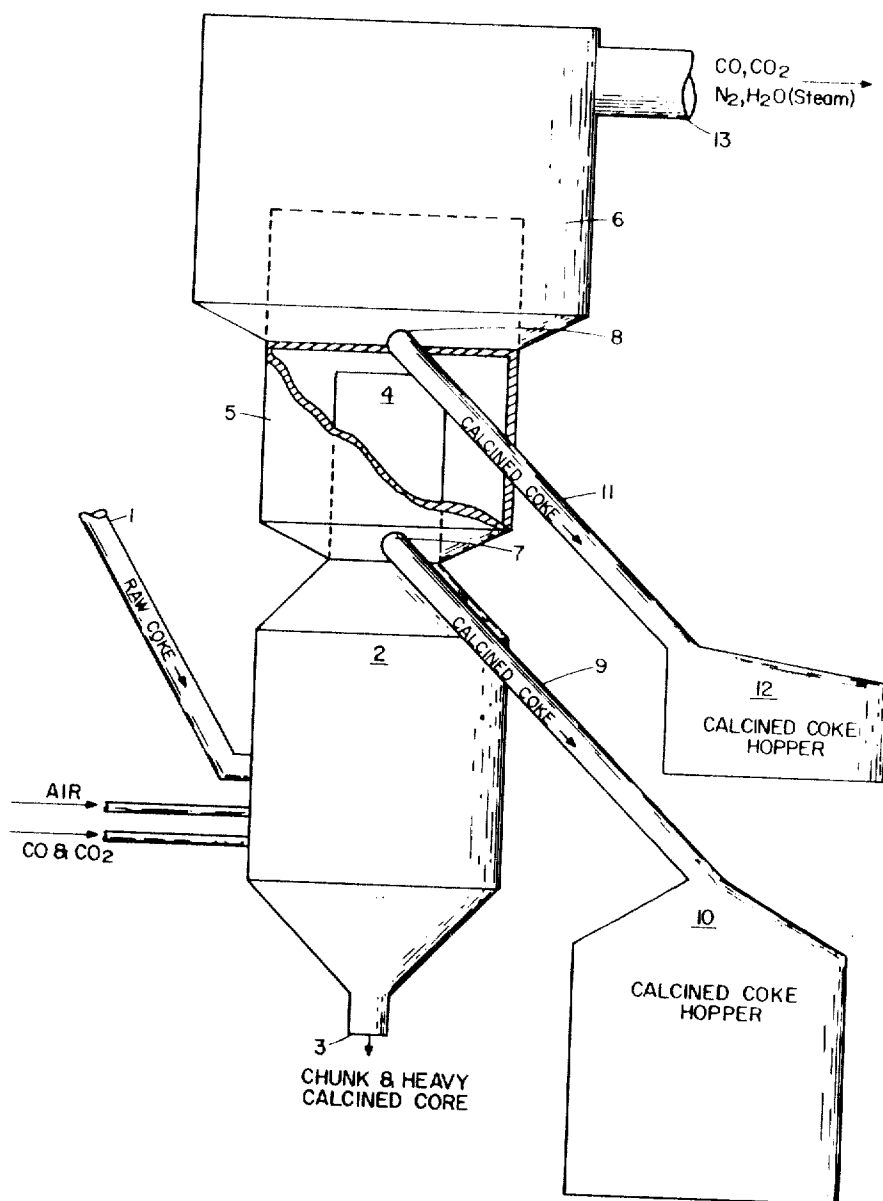 CO, CO2
N2, H2O (Steam)
13
6
8
4
5
CALCINED COKE
11
1
7
RAW COKE
2
CALCINED COKE
9
12
CALCINED COKE
HOPPER
AIR
CO & CO2
10
CALCINED COKE
HOPPER
3
CHUNK & HEAVY
CALCINED CORE